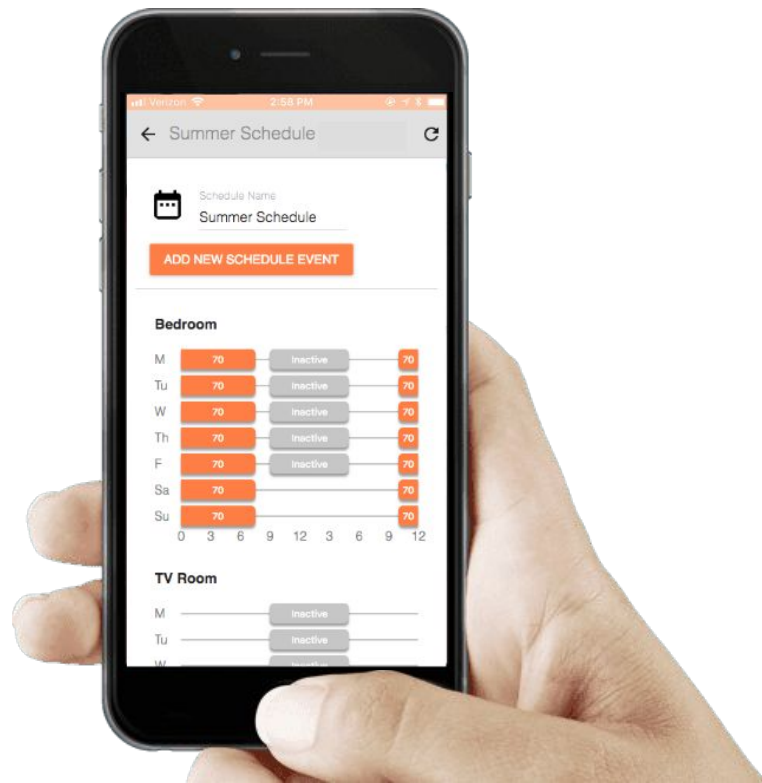 Verizon 2:58 PM
Summer Schedule
Schedule Name
Summer Schedule
ADD NEW SCHEDULE EVENT
Bedroom
M 70 Inactive 70
Tu 70 Inactive 70
W 70 Inactive 70
Th 70 Inactive 70
F 70 Inactive 70
Sa 70 70
Su 70 70
0 3 6 9 12 3 6 9 12
TV Room
M Inactive
Tu Inactive
W Inactive